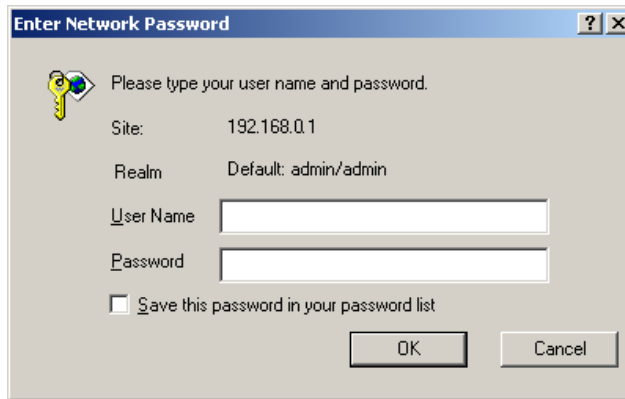 Enter Network Password
Please type your user name and password.
Site: 192.168.0.1
Realm Default: admin/admin
User Name
Password
Save this password in your password list
OK Cancel